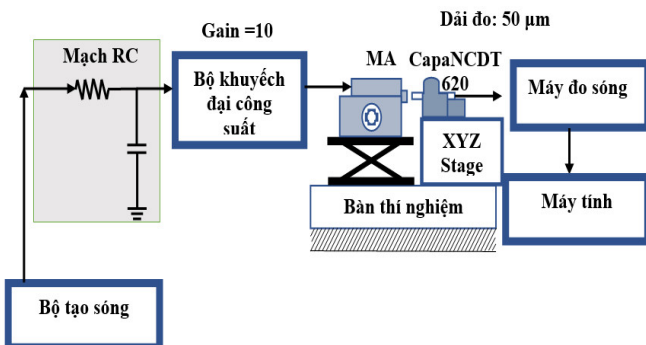 Gain =10
Dải đo: 50 µm
Mạch RC
Bộ khuyếch
đại công
suất
MA
CapaNCDT
620
Máy đo sóng
XYZ
Stage
Bàn thí nghiệm
Máy tính
Bộ tạo sóng